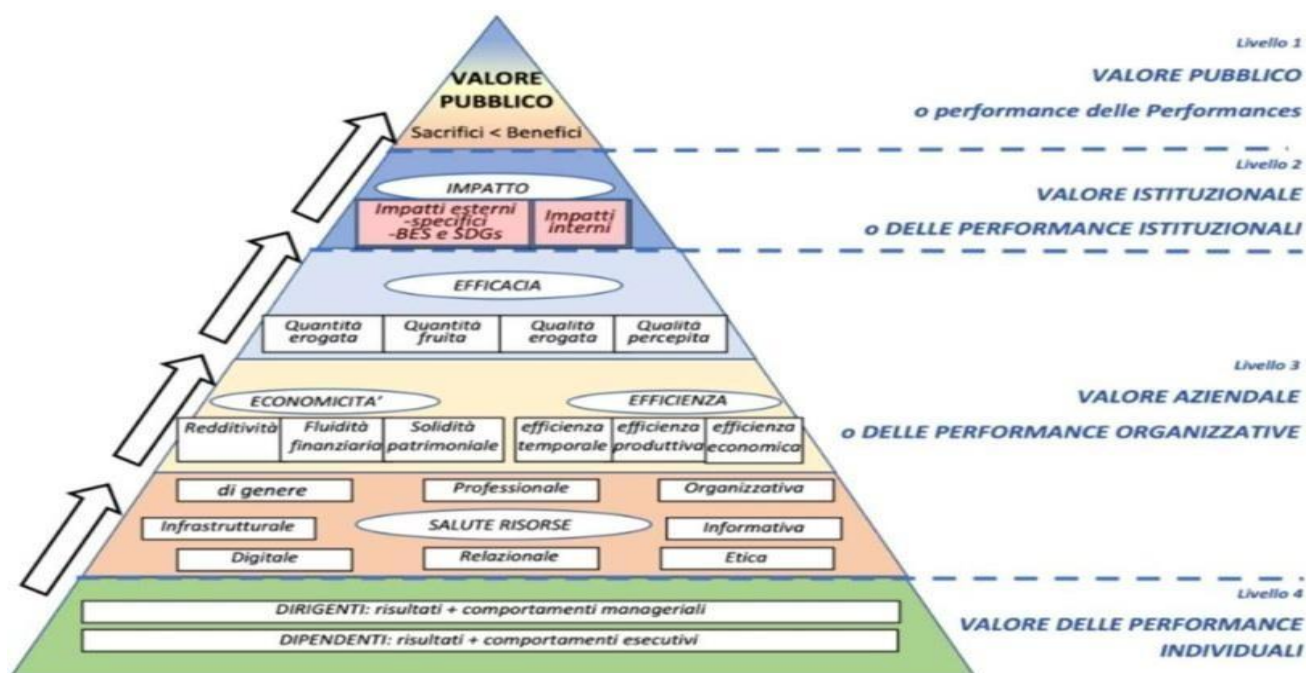 Livello 1
VALORE
PUBBLICO
VALORE PUBBLICO
o performance delle Performances
Sacrifici < Benefici
Livello 2
IMPATTO
VALORE ISTITUZIONALE
Impatti esterni
-specifici
-BES e SDGs
Impatti
interni
o DELLE PERFORMANCE ISTITUZIONALI
EFFICACIA
Quantità
erogata
Quantità
fruita
Qualità
erogata
Qualità
percepita
Livello 3
ECONOMICITA’
EFFICIENZA
VALORE AZIENDALE
Redditività
Fluidità
finanziaria
Solidità
patrimoniale
efficienza
temporale
efficienza
produttiva
efficienza
economica
o DELLE PERFORMANCE ORGANIZZATIVE
di genere
Professionale
Organizzativa
Infrastrutturale
SALUTE RISORSE
Informativa
Digitale
Relazionale
Etica
Livello 4
DIRIGENTI: risultati + comportamenti manageriali
DIPENDENTI: risultati + comportamenti esecutivi
VALORE DELLE PERFORMANCE
INDIVIDUALI